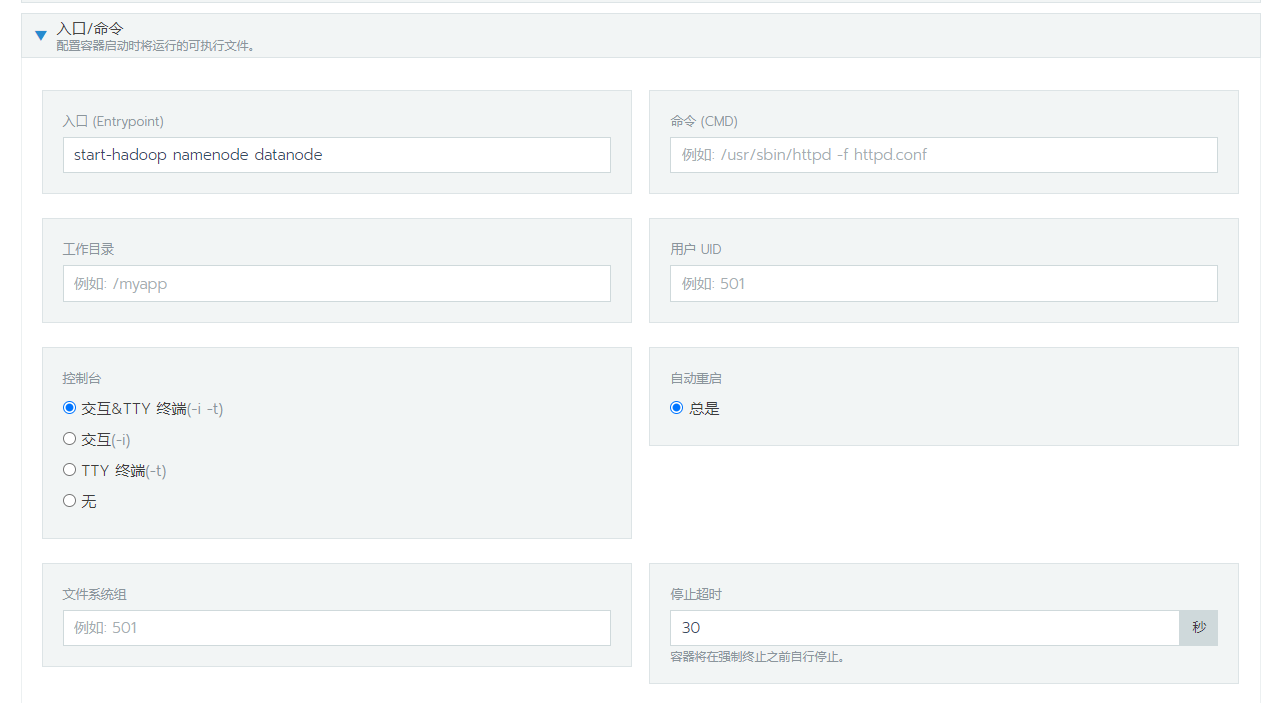 入口/命令
配置容器启动时将运行的可执行文件。
入口 (Entrypoint)
start-hadoop namenode datanode
命令 (CMD)
例如: /usr/sbin/httpd -f httpd.conf
工作目录
例如: /myapp
用户 UID
例如: 501
控制台
交互&TTY 终端(-i -t)
交互(-i)
TTY 终端(-t)
无
自动重启
总是
文件系统组
例如: 501
停止超时
30
秒
容器将在强制终止之前自行停止。